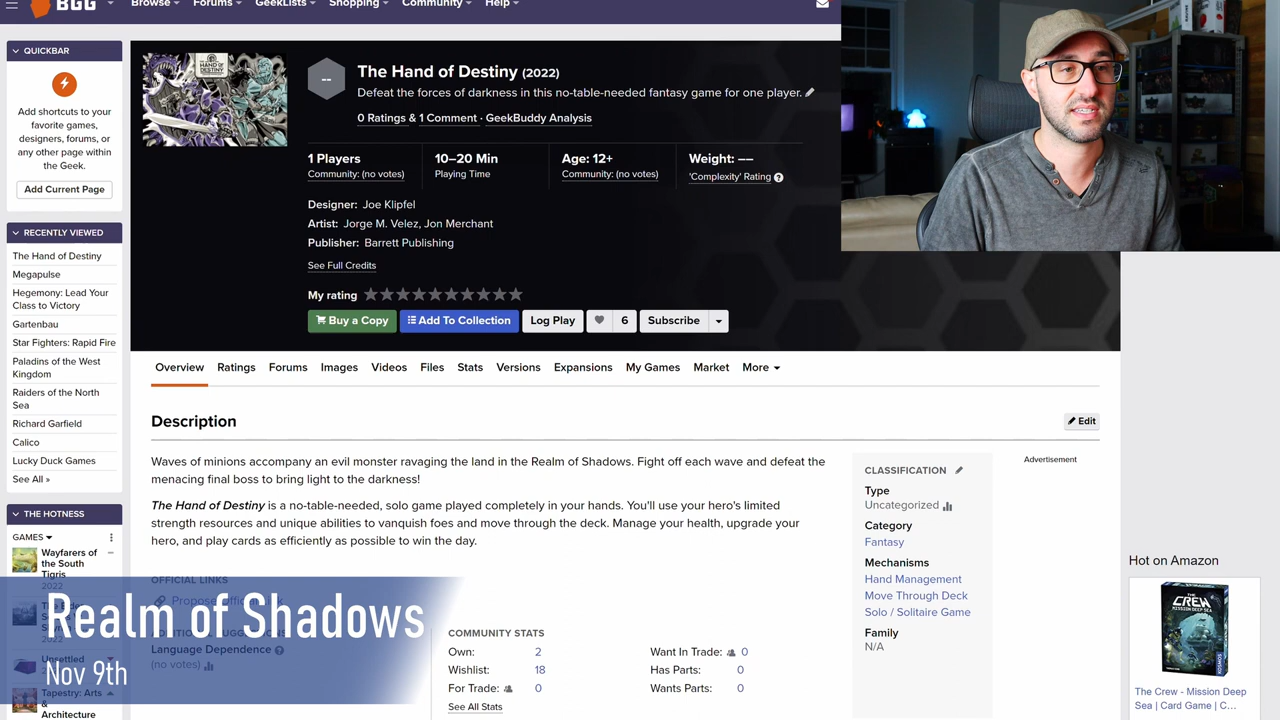 BGG
Browse
Forums
GeekLists
Shopping
Community
Help
QUICKBAR
Add shortcuts to your
favorite games,
designers, forums, or
any other page within
the Geek.
Add Current Page
RECENTLY VIEWED
The Hand of Destiny
Megapulse
Hegemony: Lead Your
Class to Victory
Gartenbau
Star Fighters: Rapid Fire
Paladins of the West
Kingdom
Raiders of the North
Sea
Richard Garfield
Calico
Lucky Duck Games
See All »
THE HOTNESS
GAMES
Wayfarers of
the South
Tigris
2022
Unsettled
Tapestry: Arts
&
Architecture
HAND OF
DESTINY
--
The Hand of Destiny (2022)
Defeat the forces of darkness in this no-table-needed fantasy game for one player.
0 Ratings & 1 Comment · GeekBuddy Analysis
1 Players
Community: (no votes)
10–20 Min
Playing Time
Age: 12+
Community: (no votes)
Weight: ––
'Complexity' Rating
Designer: Joe Klipfel
Artist: Jorge M. Velez, Jon Merchant
Publisher: Barrett Publishing
See Full Credits
My rating
Buy a Copy
Add To Collection
Log Play
6
Subscribe
Overview
Ratings
Forums
Images
Videos
Files
Stats
Versions
Expansions
My Games
Market
More
Description
Edit
Waves of minions accompany an evil monster ravaging the land in the Realm of Shadows. Fight off each wave and defeat the
menacing final boss to bring light to the darkness!
The Hand of Destiny is a no-table-needed, solo game played completely in your hands. You'll use your hero's limited
strength resources and unique abilities to vanquish foes and move through the deck. Manage your health, upgrade your
hero, and play cards as efficiently as possible to win the day.
OFFICIAL LINKS
Realm of Shadows
Language Dependence
(no votes)
Nov 9th
COMMUNITY STATS
Own: 2
Wishlist: 18
For Trade: 0
See All Stats
Want In Trade: 0
Has Parts: 0
Wants Parts: 0
CLASSIFICATION
Type
Uncategorized
Category
Fantasy
Mechanisms
Hand Management
Move Through Deck
Solo / Solitaire Game
Family
N/A
Advertisement
Hot on Amazon
THE
CREW
MISSION DEEP SEA
KOSMOS
The Crew - Mission Deep
Sea | Card Game | C...